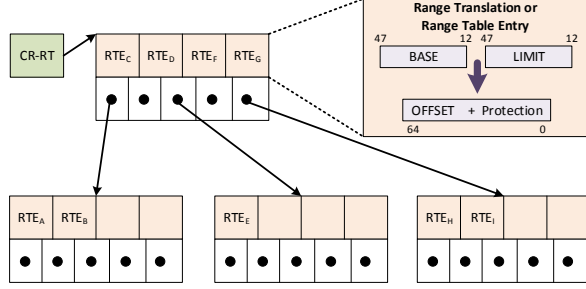 Range Translation or
Range Table Entry
47 12 47 12
BASE LIMIT
OFFSET + Protection
64 0
CR-RT
RTEC RTED RTEF RTEG
RTEA RTEB
RTEE
RTEH RTEI